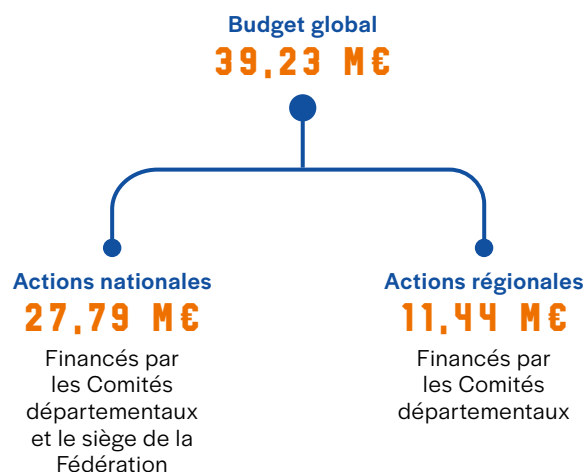 Budget global
39,23 M€
Actions nationales
27,79 M€
Financés par
les Comités
départementaux
et le siège de la
Fédération
Actions régionales
11,44 M€
Financés par
les Comités
départementaux